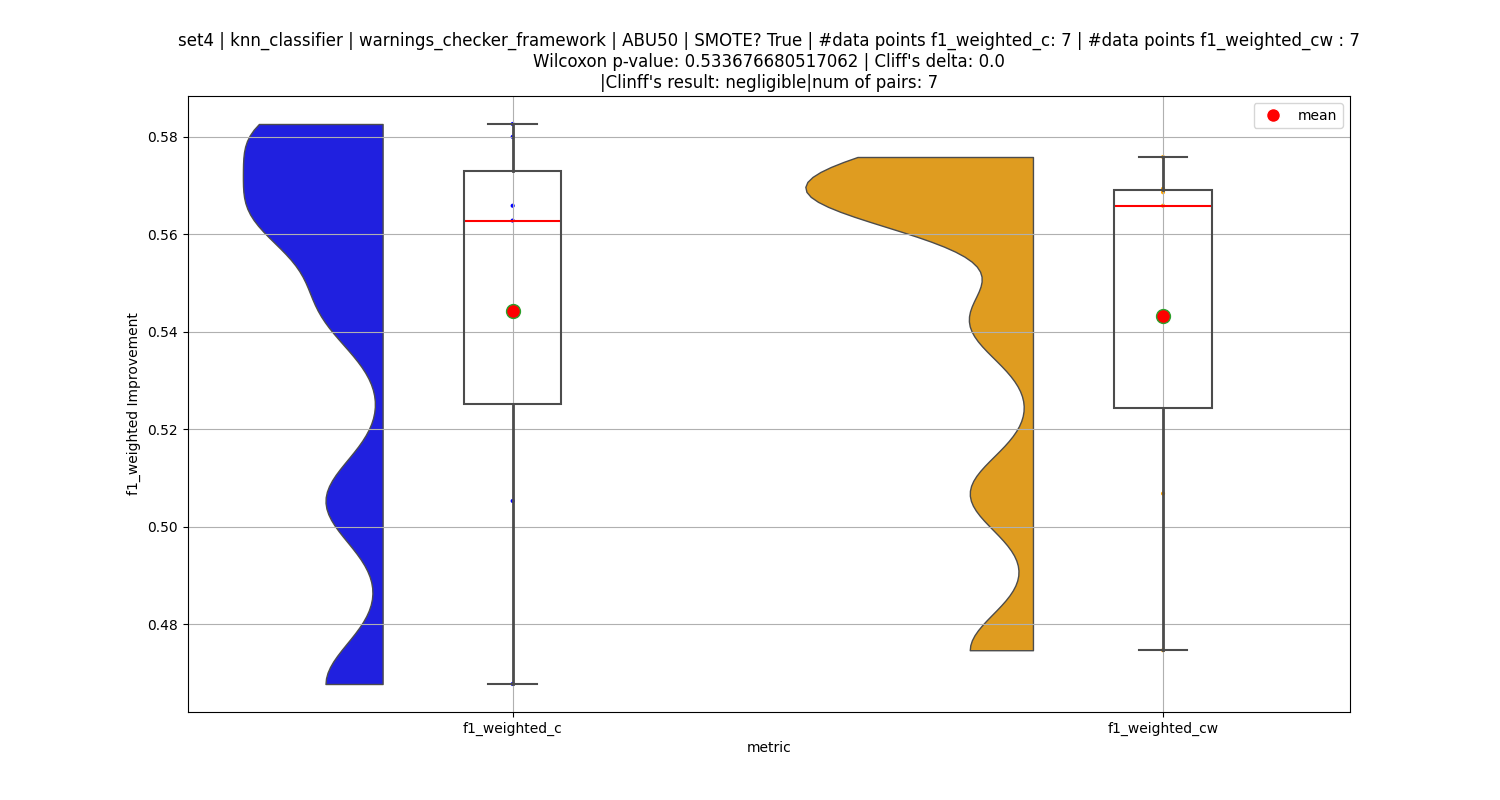 set4 | knn_classifier | warnings_checker_framework | ABU50 | SMOTE? True | #data points f1_weighted_c: 7 | #data points f1_weighted_cw : 7
Wilcoxon p-value: 0.533676680517062 | Cliff's delta: 0.0
|Clinff's result: negligible|num of pairs: 7
mean
0.58
0.56
0.54
0.52
0.50
0.48
f1_weighted Improvement
f1_weighted_c
f1_weighted_cw
metric